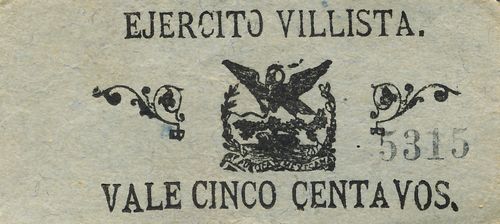 EJERCITO VILLISTA.
5315
VALE CINCO CENTAVOS.